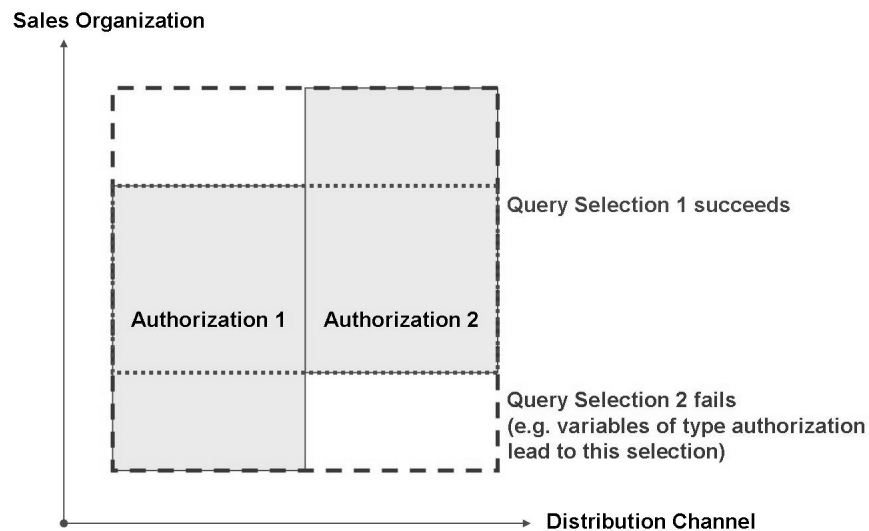 Sales Organization
Query Selection 1 succeeds
Authorization 1
Authorization 2
Query Selection 2 fails
(e.g. variables of type authorization
lead to this selection)
Distribution Channel